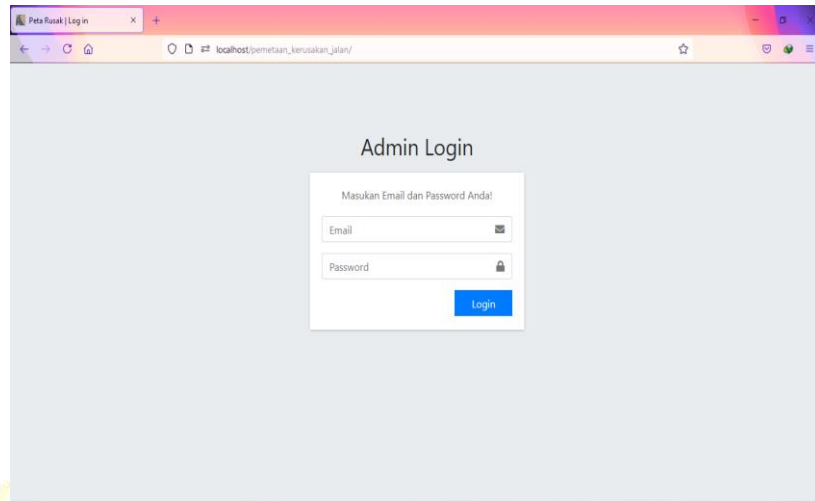 Peta Rusak | Log in
localhost/pemetaan_kerusakan_jalan/
Admin Login
Masukan Email dan Password Anda!
Email
Password
Login